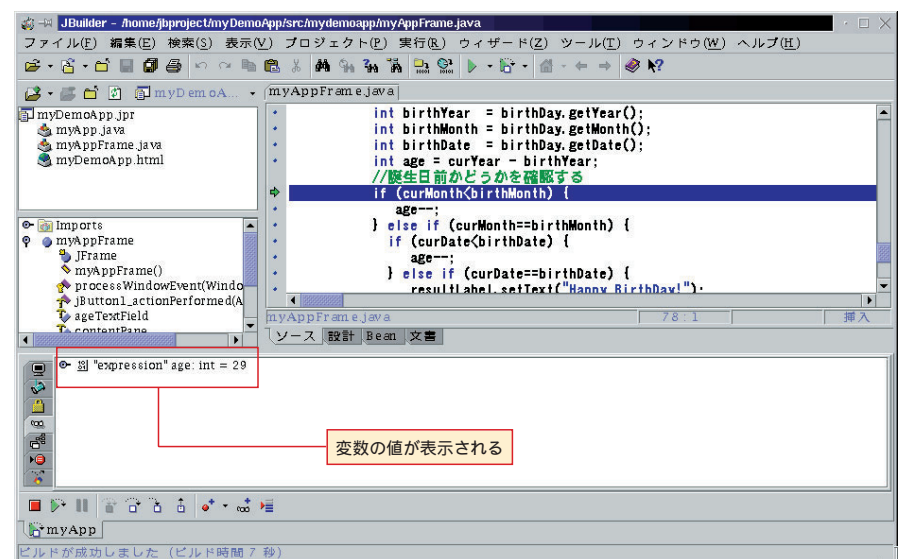 JBuilder - /home/jbproject/myDemoApp/src/mydemoapp/myAppFrame.java
ファイル(F) 編集(E) 検索(S) 表示(V) プロジェクト(P) 実行(R) ウィザード(Z) ツール(T) ウィンドウ(W) ヘルプ(H)
myDemoA...
myAppFrame.java
myDemoApp.jpr
myApp.java
myAppFrame.java
myDemoApp.html
Imports
myAppFrame
JFrame
myAppFrame()
processWindowEvent(Windo
jButton1_actionPerformed(A
ageTextField
contentPane
int birthYear  = birthDay.getYear();
int birthMonth = birthDay.getMonth();
int birthDate  = birthDay.getDate();
int age = curYear - birthYear;
//誕生日前かどうかを確認する
if (curMonth<birthMonth) {
age--;
} else if (curMonth==birthMonth) {
if (curDate<birthDate) {
age--;
} else if (curDate==birthDate) {
resultLabel.setText("Happy BirthDay!");
myAppFrame.java
78:1
挿入
ソース 設計 Bean 文書
"expression" age: int = 29
変数の値が表示される
myApp
ビルドが成功しました (ビルド時間 7 秒)